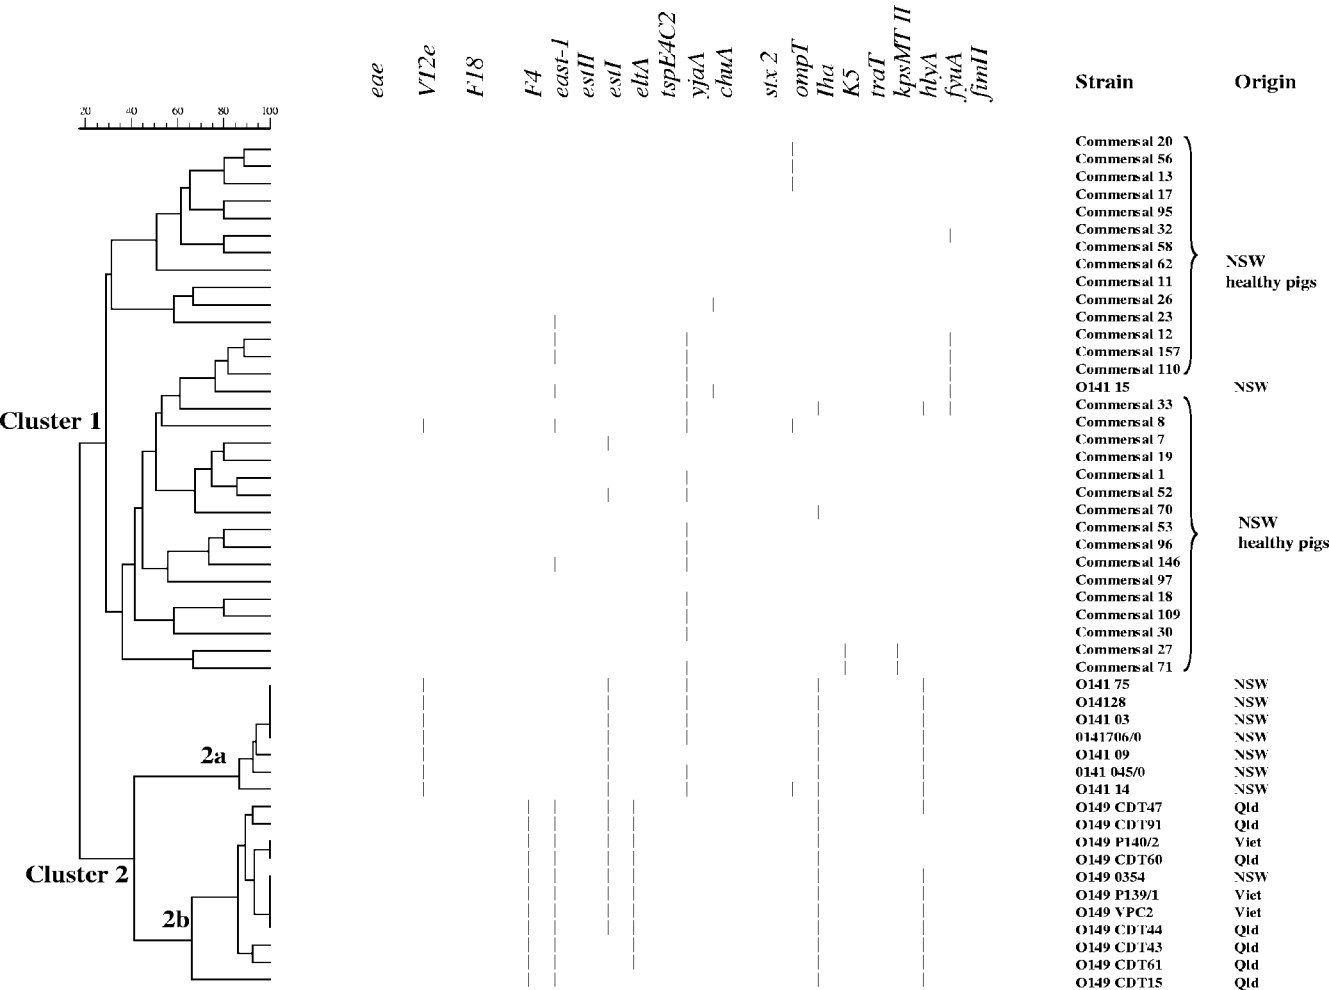 eae VT2e F18 F4 east-1 estII estI eltA tspE4C2 yjaA chuA stx 2 ompT Iha K5 traT kpsMT II hlyA fyuA fimH
Strain Origin
20 40 60 80 100
Commensal 20
Commensal 56
Commensal 13
Commensal 17
Commensal 95
Commensal 32
Commensal 58
Commensal 62
NSW
healthy pigs
Commensal 11
Commensal 26
Commensal 23
Commensal 12
Commensal 157
Commensal 110
O141 15 NSW
Commensal 33
Cluster 1
Commensal 8
Commensal 7
Commensal 19
Commensal 1
Commensal 52
Commensal 70
Commensal 53
NSW
healthy pigs
Commensal 96
Commensal 146
Commensal 97
Commensal 18
Commensal 109
Commensal 30
Commensal 27
Commensal 71
O141 75 NSW
O14128 NSW
O141 03 NSW
0141706/0 NSW
2a
O141 09 NSW
0141 045/0 NSW
O141 14 NSW
O149 CDT47 Qld
O149 CDT91 Qld
O149 P140/2 Viet
O149 CDT60 Qld
Cluster 2
O149 0354 NSW
O149 P139/1 Viet
O149 VPC2 Viet
2b
O149 CDT44 Qld
O149 CDT43 Qld
O149 CDT61 Qld
O149 CDT15 Qld